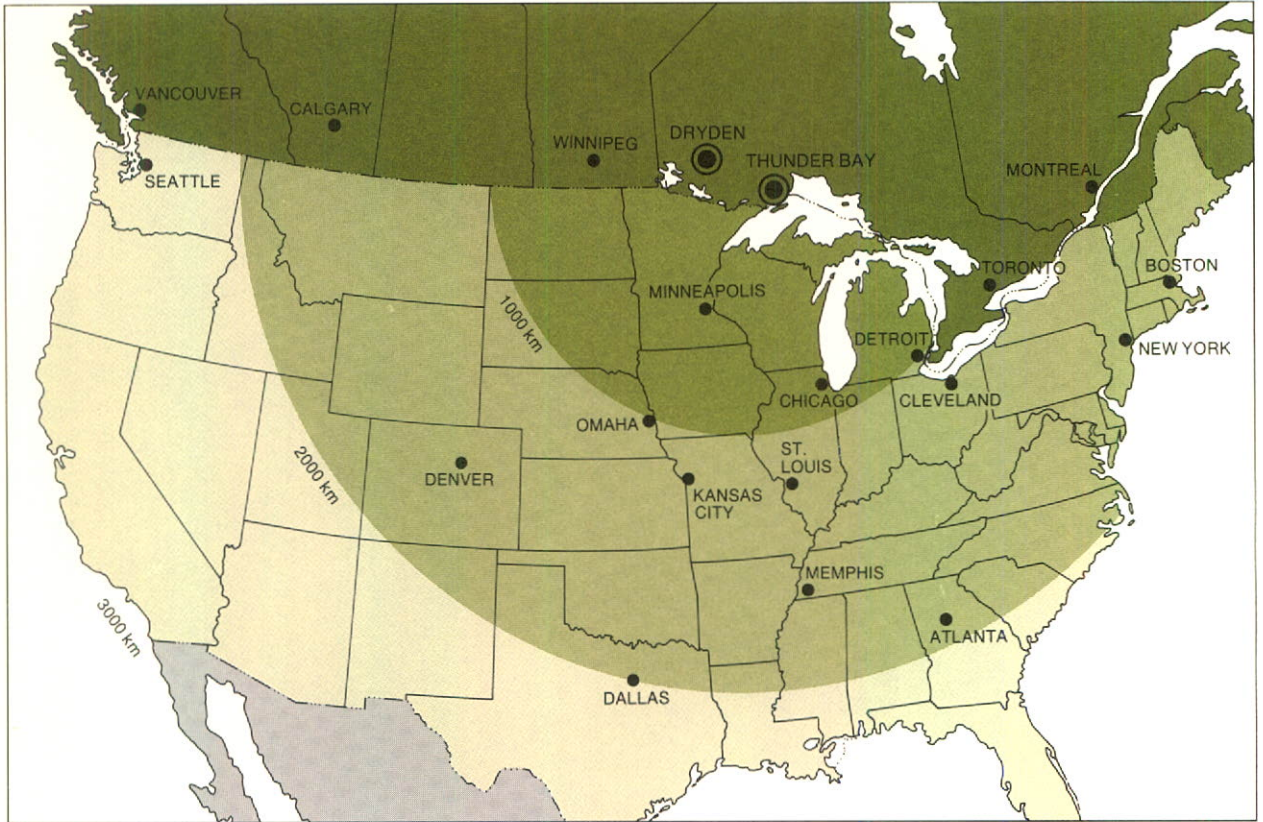 VANCOUVER
CALGARY
WINNIPEG
DRYDEN
THUNDER BAY
MONTREAL
SEATTLE
TORONTO
BOSTON
MINNEAPOLIS
1000 km
DETROIT
NEW YORK
CHICAGO
CLEVELAND
OMAHA
ST.
LOUIS
2000 km
DENVER
KANSAS
CITY
MEMPHIS
3000 km
ATLANTA
DALLAS